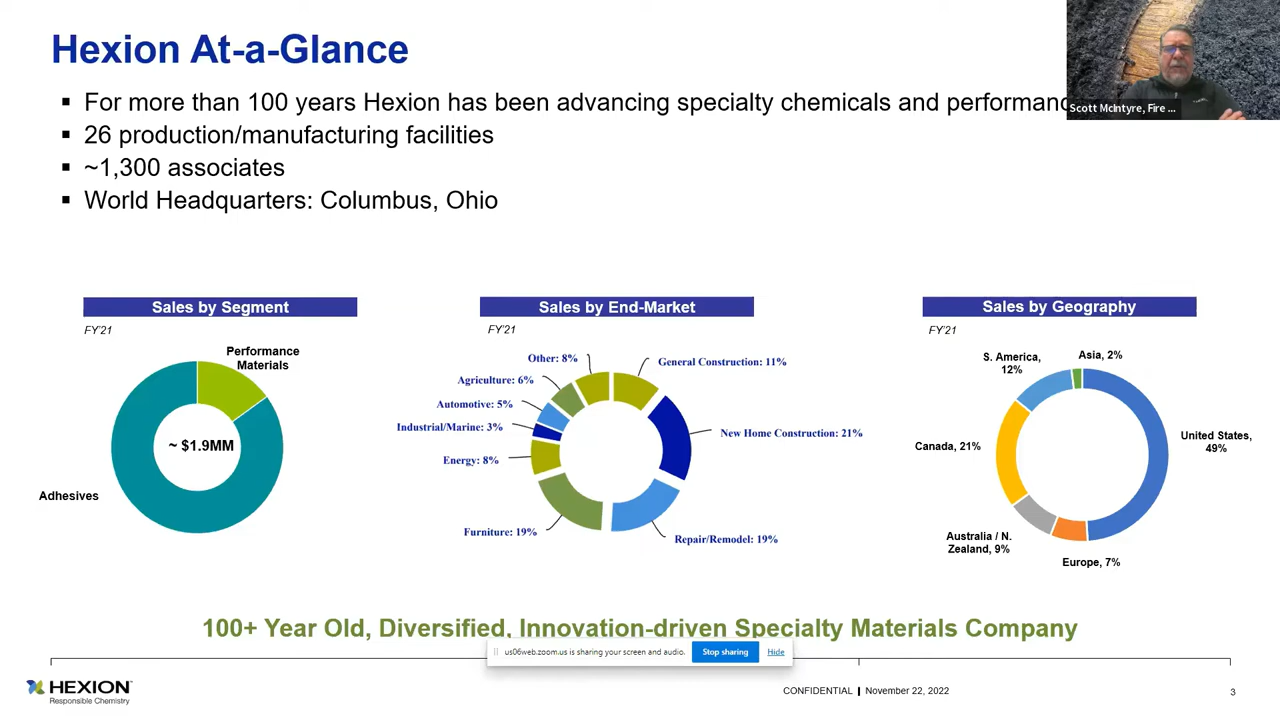 Hexion At-a-Glance
Scott McIntyre, Fire ...
▪ For more than 100 years Hexion has been advancing specialty chemicals and
▪ 26 production/manufacturing facilities
▪ ~1,300 associates
▪ World Headquarters: Columbus, Ohio
Sales by Segment
FY'21
Performance
Materials
~ $1.9MM
Adhesives
Sales by End-Market
FY'21
Other: 8%
General Construction: 11%
Agriculture: 6%
Automotive: 5%
Industrial/Marine: 3%
New Home Construction: 21%
Energy: 8%
Furniture: 19%
Repair/Remodel: 19%
Sales by Geography
FY'21
S. America,
12%
Asia, 2%
Canada, 21%
United States,
49%
Australia / N.
Zealand, 9%
Europe, 7%
100+ Year Old, Diversified, Innovation-driven Specialty Materials Company
us06web.zoom.us is sharing your screen and audio.
Stop sharing
Hide
HEXION
Responsible Chemistry
CONFIDENTIAL
November 22, 2022
3